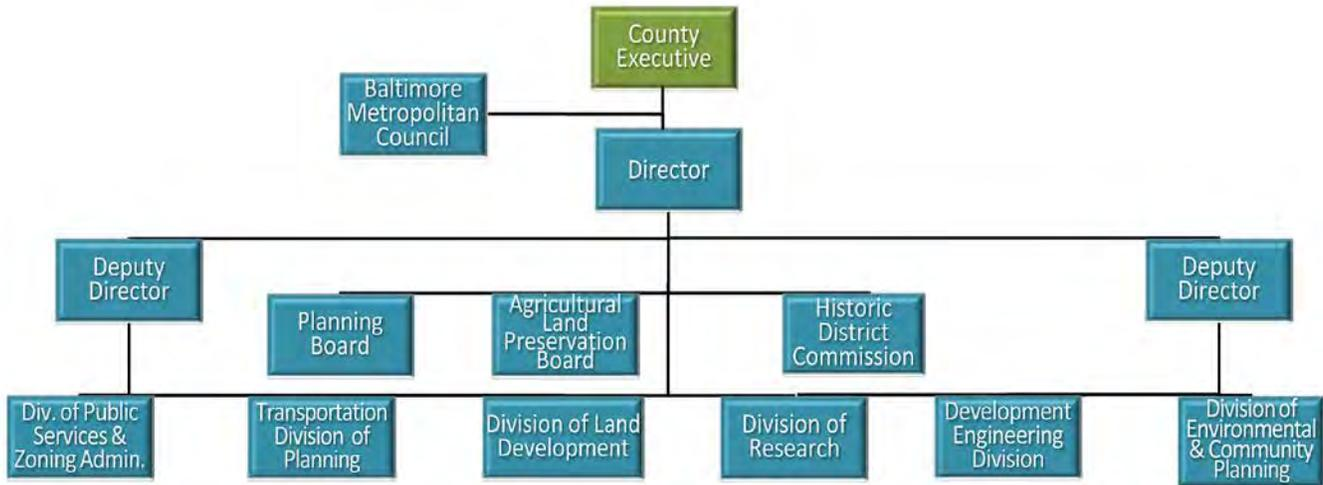 County
Executive
Baltimore
Metropolitan
Council
Director
Deputy
Director
Deputy
Director
Planning
Board
Agricultural
Land
Preservation
Board
Historic
District
Commission
Div. of Public
Services &
Zoning Admin.
Transportation
Division of
Planning
Division of Land
Development
Division of
Research
Development
Engineering
Division
Division of
Environmental
& Community
Planning